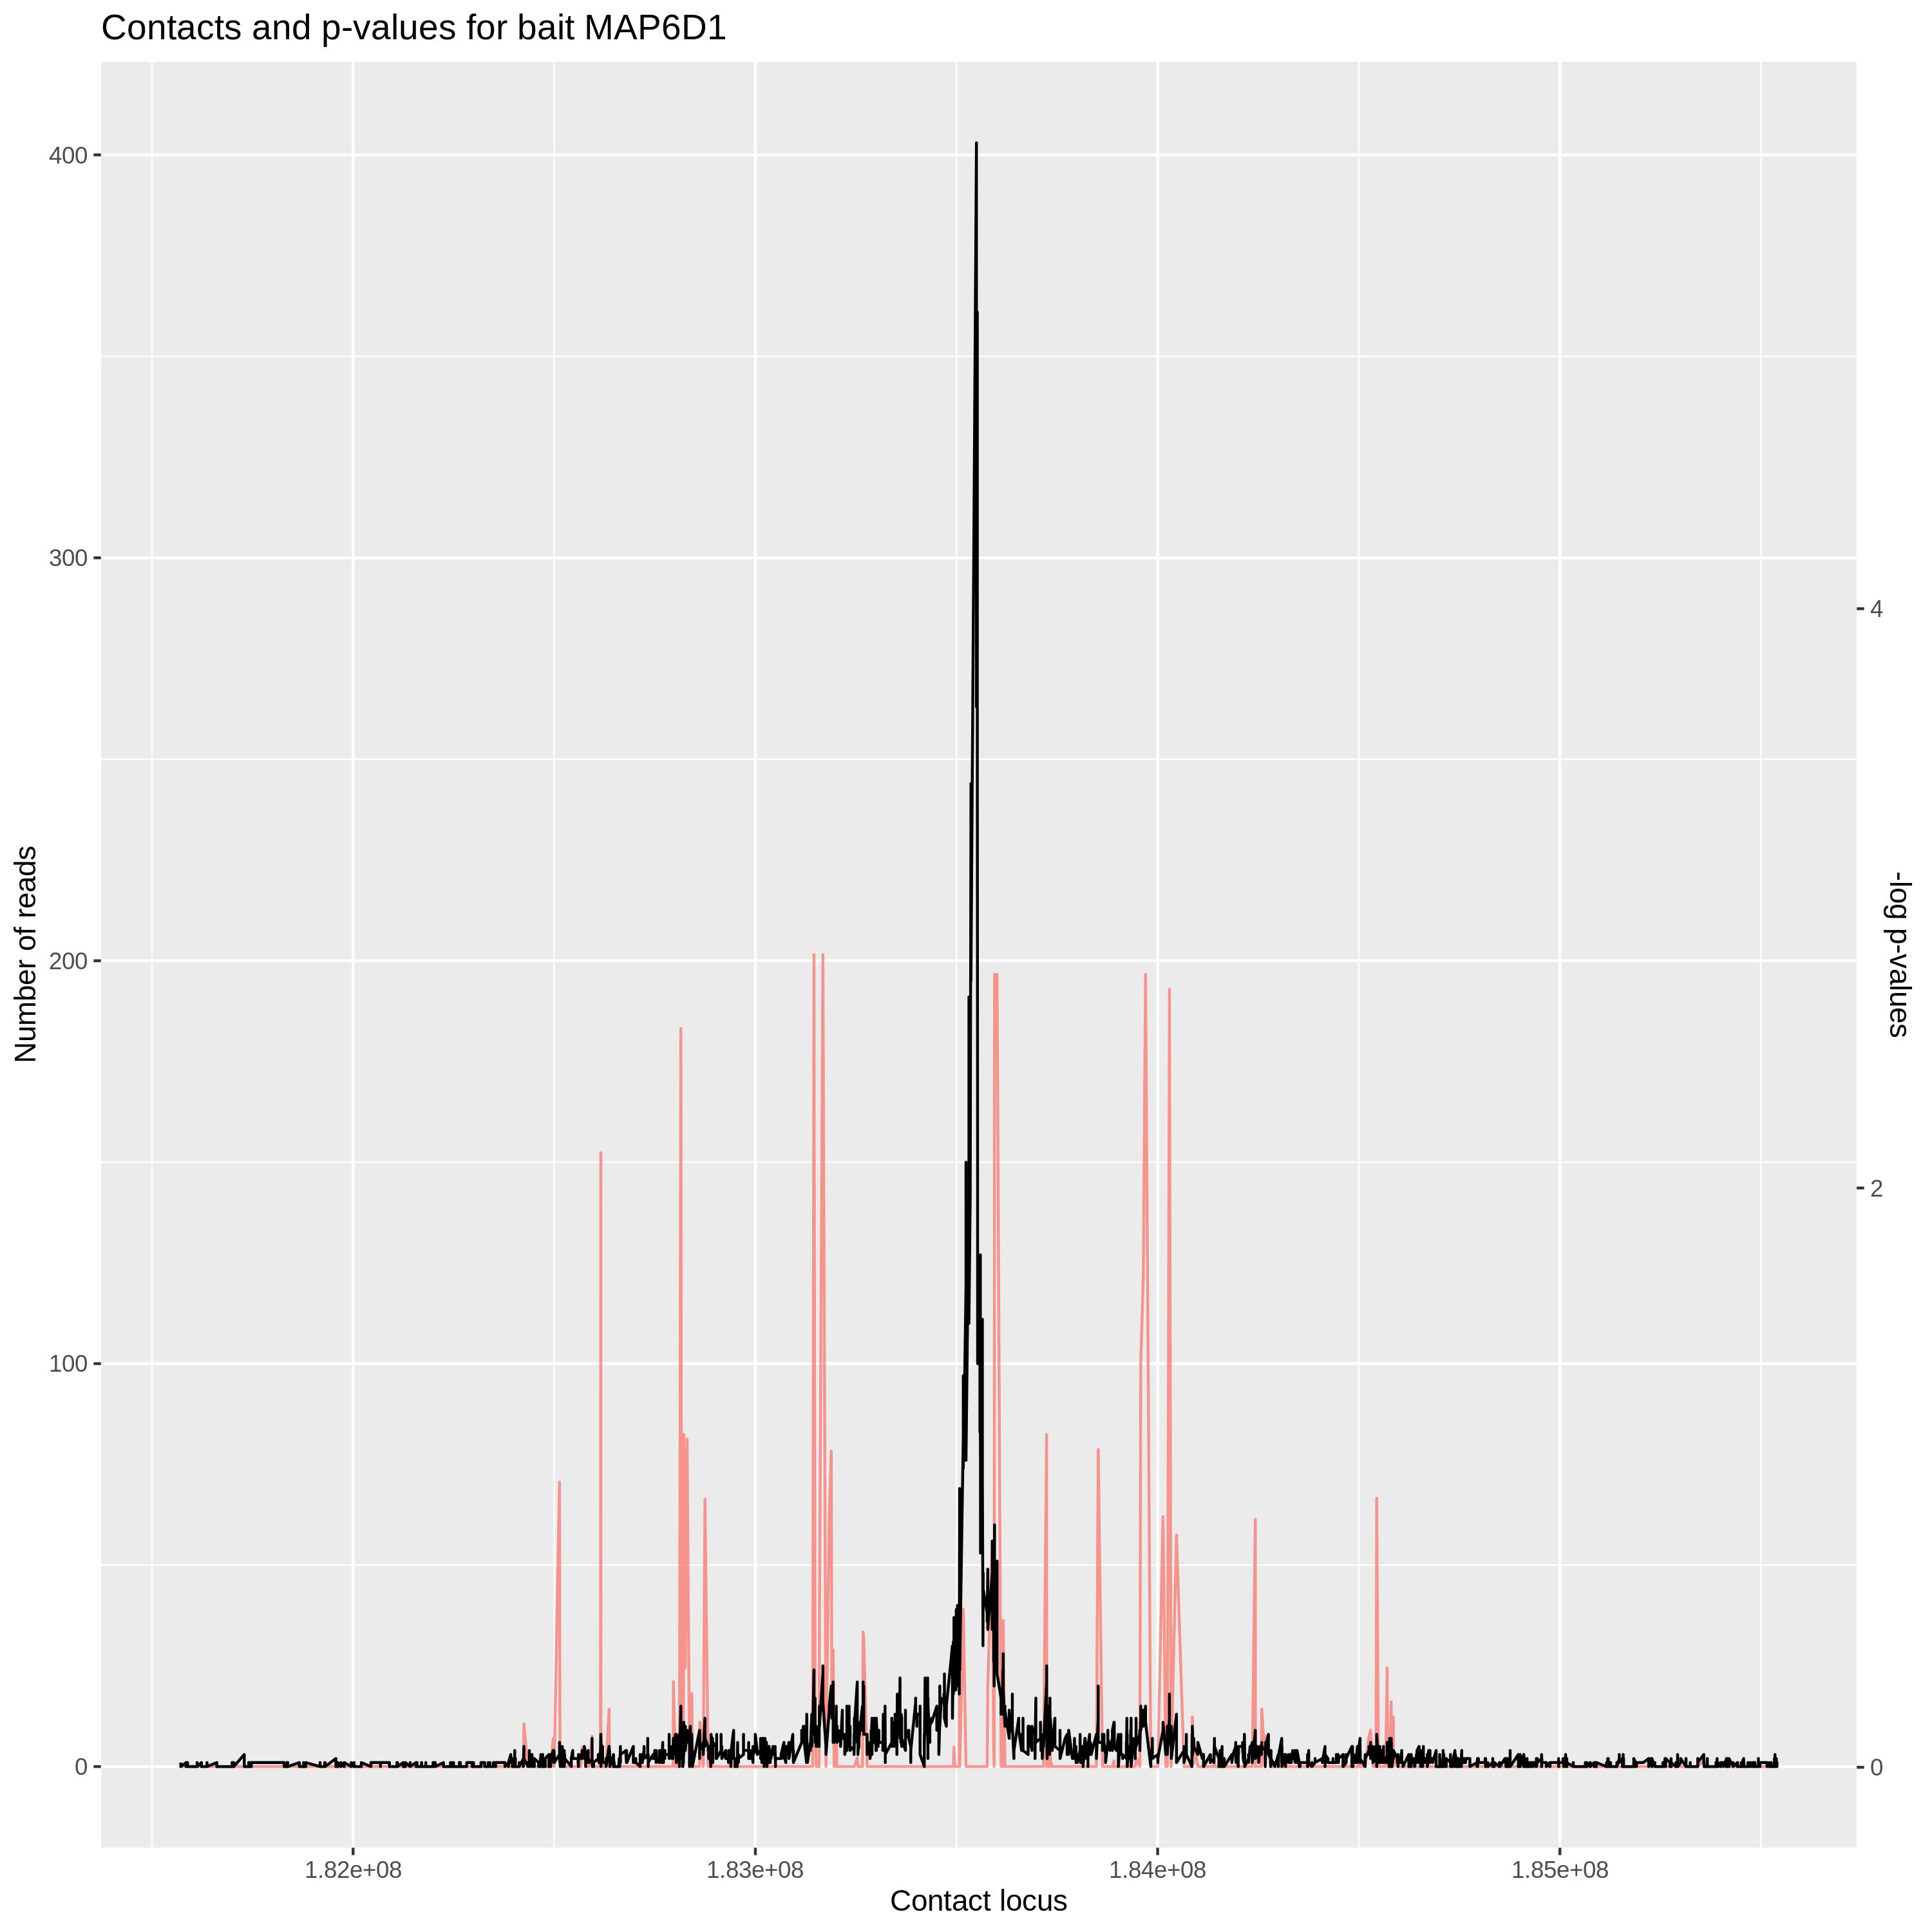 Contacts and p-values for bait MAP6D1
400
300
200
100
0
Number of reads
4
2
0
-log p-values
1.82e+08
1.83e+08
1.84e+08
1.85e+08
Contact locus